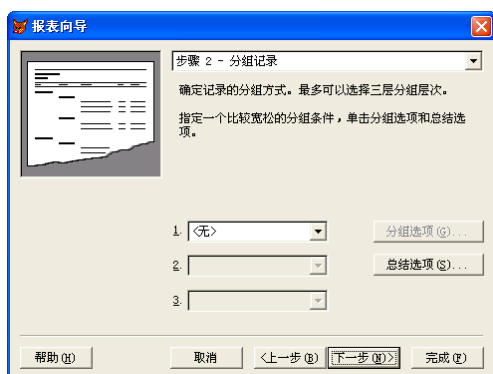 报表向导
步骤 2 - 分组记录
确定记录的分组方式。最多可以选择三层分组层次。
指定一个比较宽松的分组条件，单击分组选项和总结选
项。
1. <无>
分组选项(G)...
2.
总结选项(S)...
3.
帮助(H)
取消
<上一步(B)
下一步(N)>
完成(F)